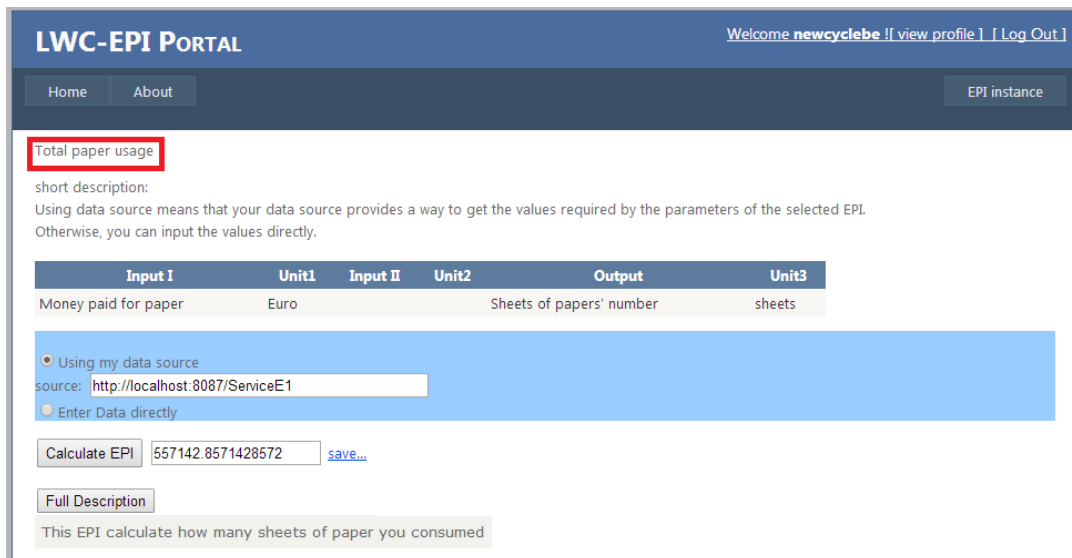 LWC-EPI PORTAL
Welcome newcyclebe ![ view profile ] [ Log Out ]
Home About EPI instance
Total paper usage
short description:
Using data source means that your data source provides a way to get the values required by the parameters of the selected EPI.
Otherwise, you can input the values directly.
Input I Unit1 Input II Unit2 Output Unit3
Money paid for paper Euro Sheets of papers' number sheets
Using my data source
source: http://localhost:8087/ServiceE1
Enter Data directly
Calculate EPI 557142.8571428572 save...
Full Description
This EPI calculate how many sheets of paper you consumed